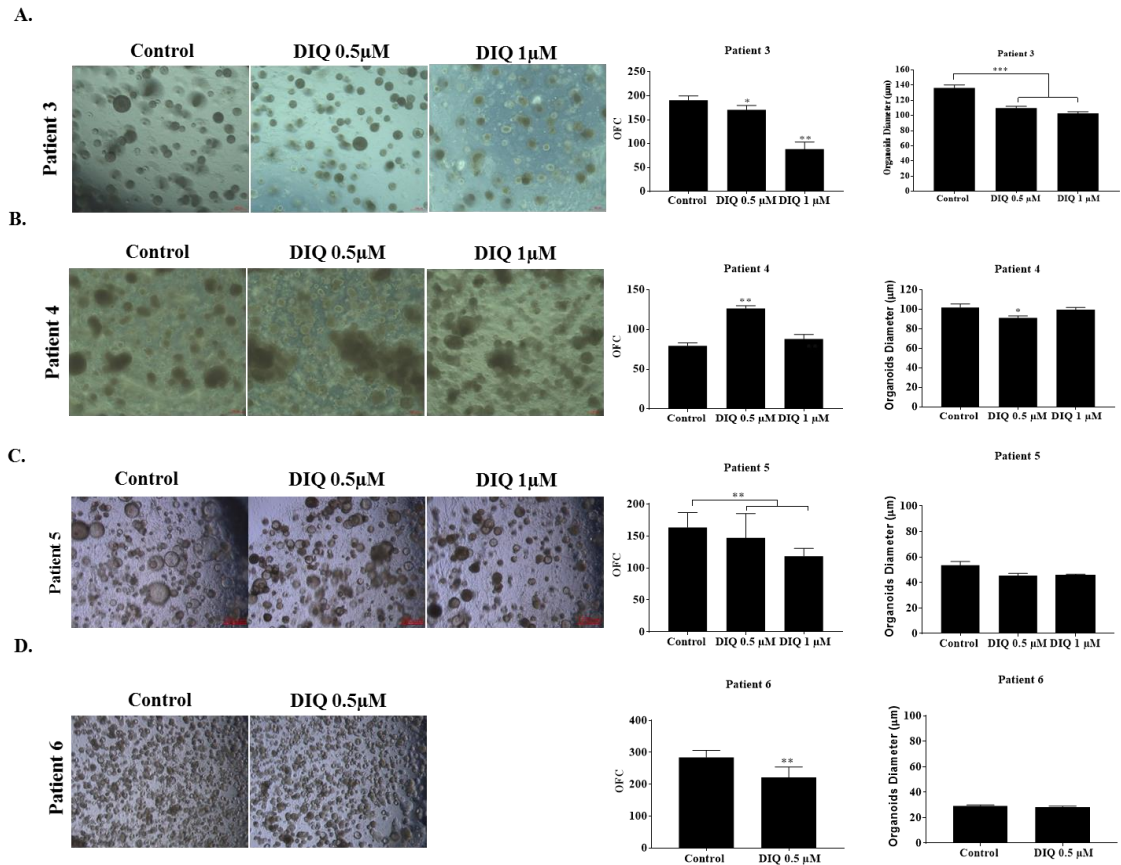 A.
Control DIQ 0.5µM DIQ 1µM
Patient 3
Patient 3
OFC
250
200
150
100
50
0
*
**
Control DIQ 0.5 µM DIQ 1 µM
Patient 3
Organoids Diameter (µm)
160
140
120
100
80
60
40
20
0
***
Control DIQ 0.5 µM DIQ 1 µM
B.
Control DIQ 0.5µM DIQ 1µM
Patient 4
Patient 4
OFC
150
100
50
0
**
Control DIQ 0.5 µM DIQ 1 µM
Patient 4
Organoids Diameter (µm)
120
100
80
60
40
20
0
*
Control DIQ 0.5 µM DIQ 1 µM
C.
Control DIQ 0.5µM DIQ 1µM
Patient 5
Patient 5
OFC
200
150
100
50
0
**
Control DIQ 0.5 µM DIQ 1 µM
Patient 5
Organoids Diameter (µm)
100
80
60
40
20
0
Control DIQ 0.5 µM DIQ 1 µM
D.
Control DIQ 0.5µM
Patient 6
Patient 6
OFC
400
300
200
100
0
**
Control DIQ 0.5 µM
Patient 6
Organoids Diameter (µm)
100
80
60
40
20
0
Control DIQ 0.5 µM